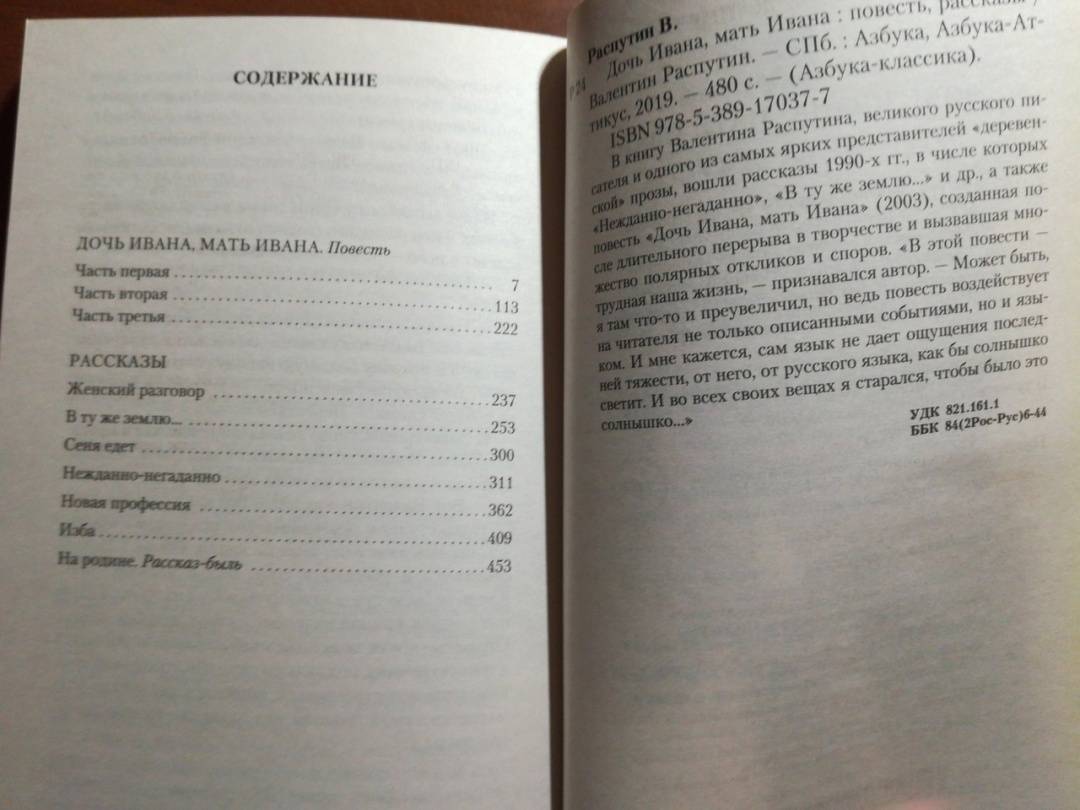 СОДЕРЖАНИЕ
ДОЧЬ ИВАНА, МАТЬ ИВАНА. Повесть
Часть первая 7
Часть вторая 113
Часть третья 222
РАССКАЗЫ
Женский разговор 237
В ту же землю... 253
Сеня едет 300
Нежданно-негаданно 311
Новая профессия 362
Изба 409
На родине. Рассказ-быль 453
Распутин В.
Р 24 Дочь Ивана, мать Ивана : повесть, рассказы /
Валентин Распутин. — СПб. : Азбука, Азбука-Ат-
тикус, 2019. — 480 с. — (Азбука-классика).
ISBN 978-5-389-17037-7
В книгу Валентина Распутина, великого русского пи-
сателя и одного из самых ярких представителей «деревен-
ской» прозы, вошли рассказы 1990-х гг., в числе которых
«Нежданно-негаданно», «В ту же землю...» и др., а также
повесть «Дочь Ивана, мать Ивана» (2003), созданная по-
сле длительного перерыва в творчестве и вызвавшая мно-
жество полярных откликов и споров. «В этой повести —
трудная наша жизнь, — признавался автор. — Может быть,
я там что-то и преувеличил, но ведь повесть воздействует
на читателя не только описанными событиями, но и язы-
ком. И мне кажется, сам язык не дает ощущения послед-
ней тяжести, от него, от русского языка, как бы солнышко
светит. И во всех своих вещах я старался, чтобы было это
солнышко...»
УДК 821.161.1
ББК 84(2Рос-Рус)6-44